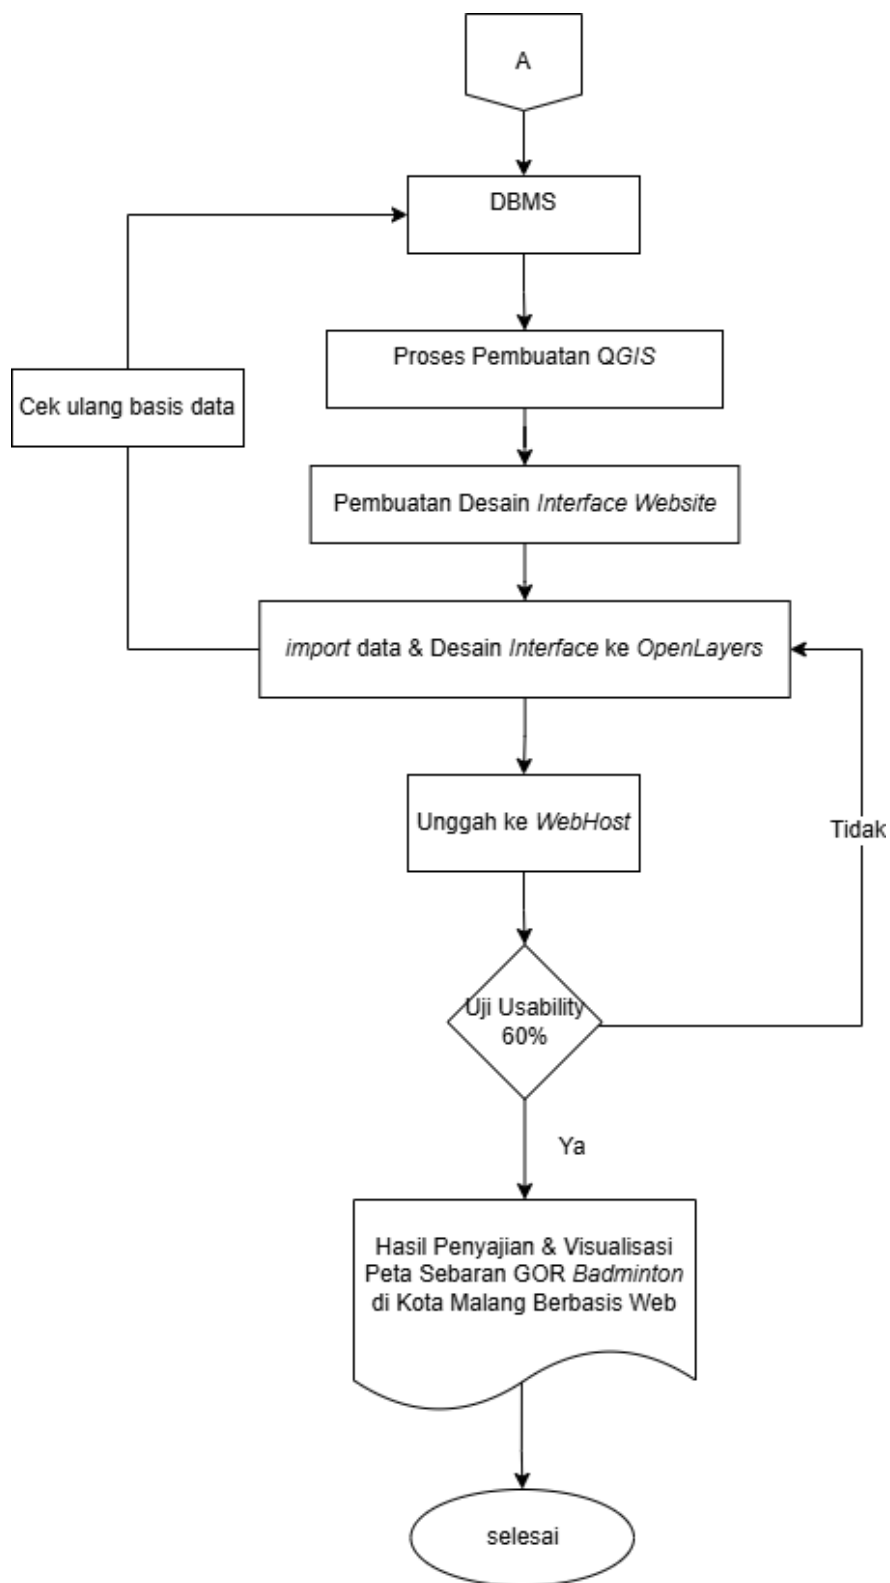 A
DBMS
Proses Pembuatan QGIS
Cek ulang basis data
Pembuatan Desain Interface Website
import data & Desain Interface ke OpenLayers
Unggah ke WebHost
Tidak
Uji Usability
60%
Ya
Hasil Penyajian & Visualisasi
Peta Sebaran GOR Badminton
di Kota Malang Berbasis Web
selesai